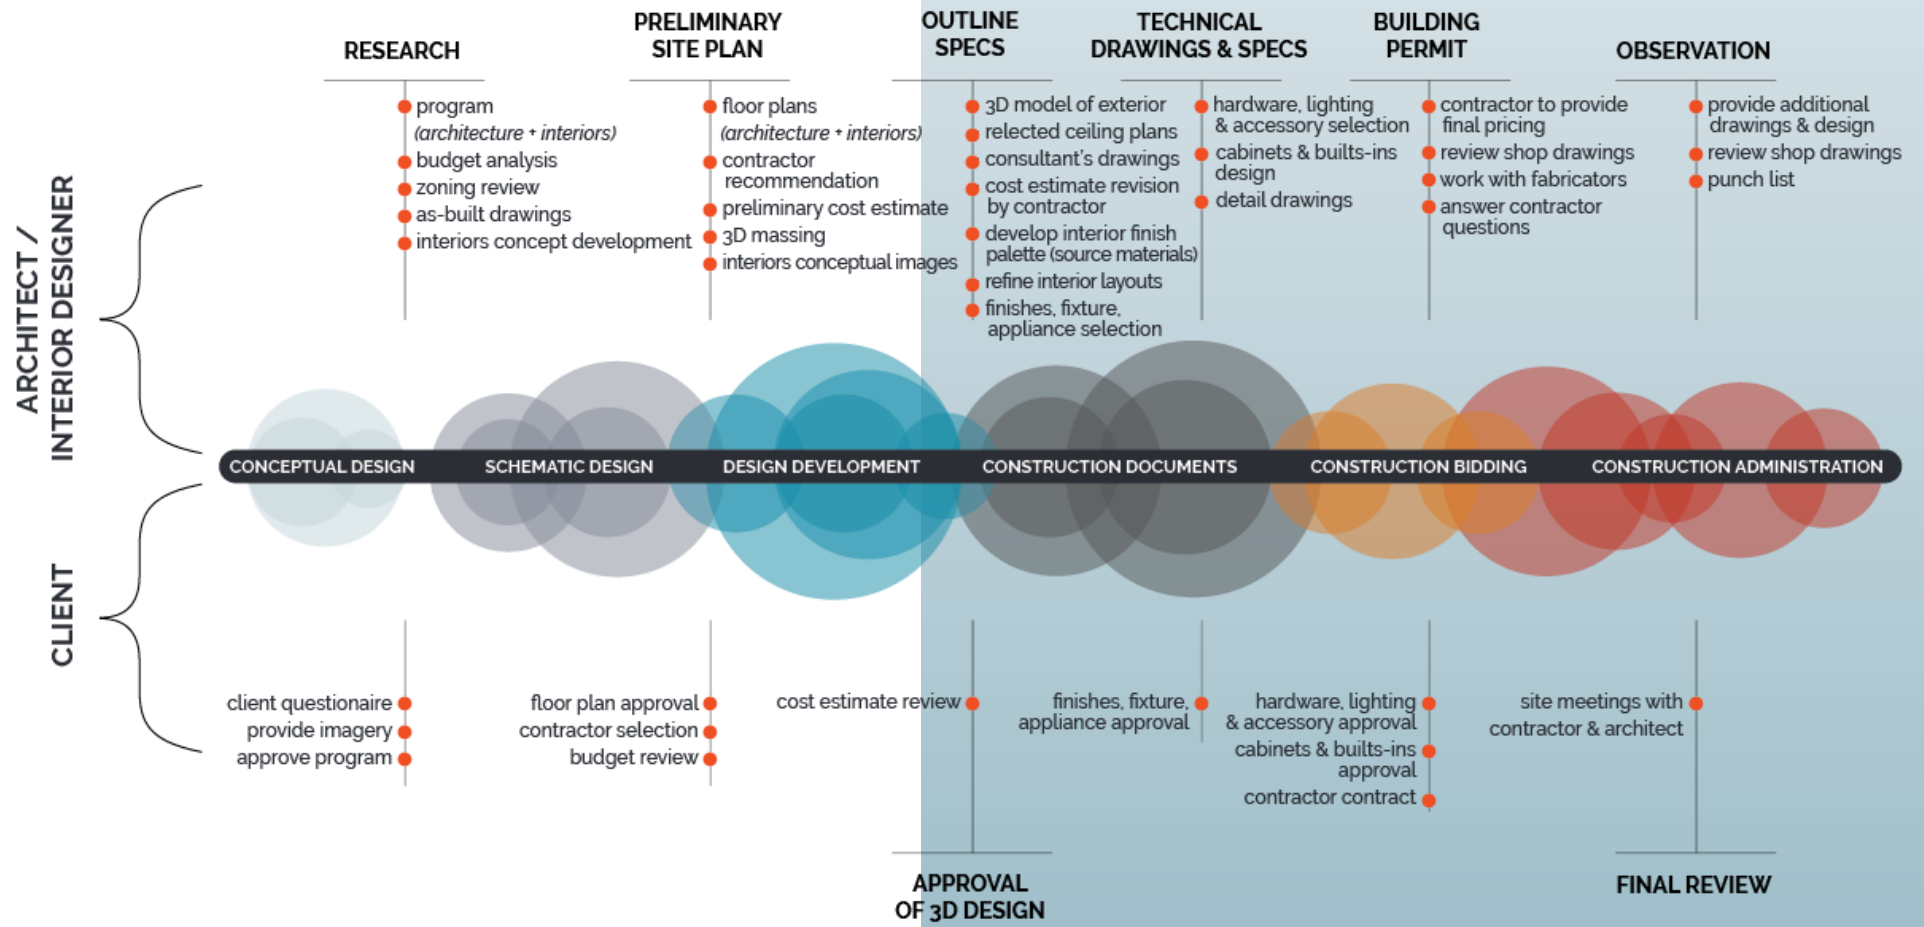 RESEARCH
program
(architecture + interiors)
budget analysis
zoning review
as-built drawings
interiors concept development
PRELIMINARY
SITE PLAN
floor plans
(architecture + interiors)
contractor
recommendation
preliminary cost estimate
3D massing
interiors conceptual images
OUTLINE
SPECS
3D model of exterior
relected ceiling plans
consultant's drawings
cost estimate revision
by contractor
develop interior finish
palette (source materials)
refine interior layouts
finishes, fixture,
appliance selection
TECHNICAL
DRAWINGS & SPECS
hardware, lighting
& accessory selection
cabinets & builts-ins
design
detail drawings
BUILDING
PERMIT
contractor to provide
final pricing
review shop drawings
work with fabricators
answer contractor
questions
OBSERVATION
provide additional
drawings & design
review shop drawings
punch list
ARCHITECT /
INTERIOR DESIGNER
CONCEPTUAL DESIGN
SCHEMATIC DESIGN
DESIGN DEVELOPMENT
CONSTRUCTION DOCUMENTS
CONSTRUCTION BIDDING
CONSTRUCTION ADMINISTRATION
CLIENT
client questionaire
provide imagery
approve program
floor plan approval
contractor selection
budget review
cost estimate review
APPROVAL
OF 3D DESIGN
finishes, fixture,
appliance approval
hardware, lighting
& accessory approval
cabinets & builts-ins
approval
contractor contract
site meetings with
contractor & architect
FINAL REVIEW